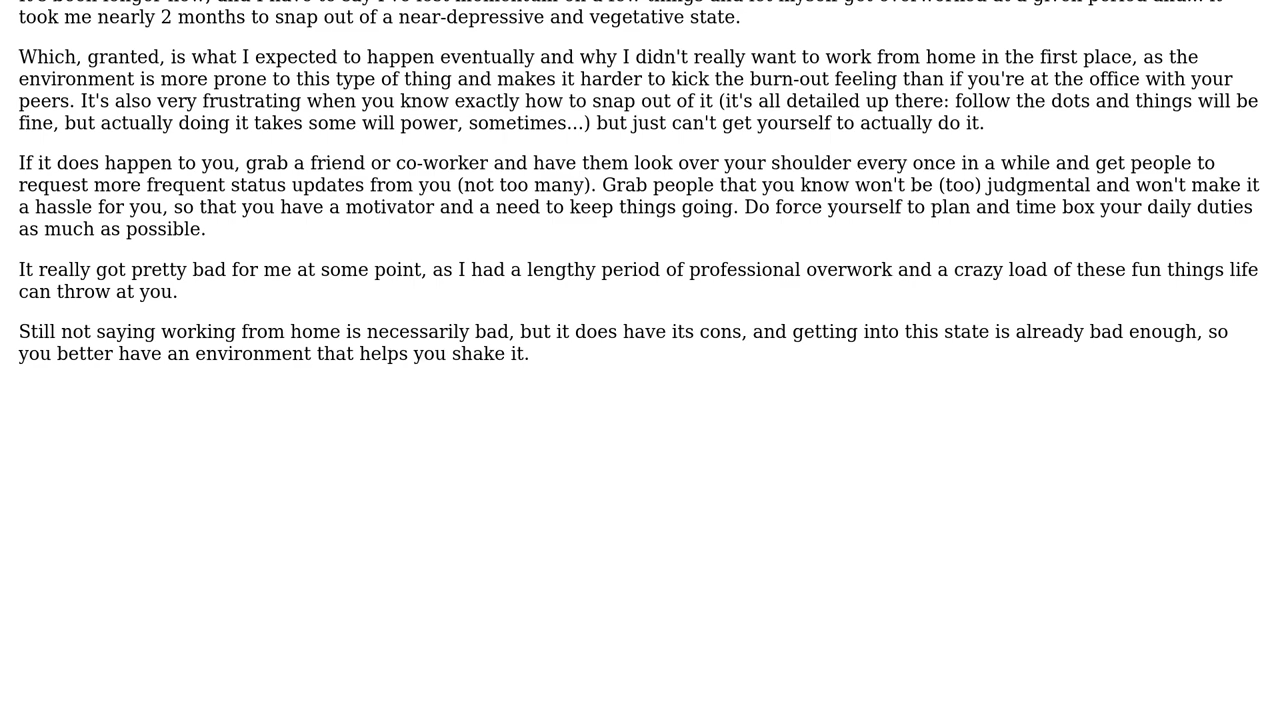 took me nearly 2 months to snap out of a near-depressive and vegetative state.
Which, granted, is what I expected to happen eventually and why I didn't really want to work from home in the first place, as the
environment is more prone to this type of thing and makes it harder to kick the burn-out feeling than if you're at the office with your
peers. It's also very frustrating when you know exactly how to snap out of it (it's all detailed up there: follow the dots and things will be
fine, but actually doing it takes some will power, sometimes...) but just can't get yourself to actually do it.
If it does happen to you, grab a friend or co-worker and have them look over your shoulder every once in a while and get people to
request more frequent status updates from you (not too many). Grab people that you know won't be (too) judgmental and won't make it
a hassle for you, so that you have a motivator and a need to keep things going. Do force yourself to plan and time box your daily duties
as much as possible.
It really got pretty bad for me at some point, as I had a lengthy period of professional overwork and a crazy load of these fun things life
can throw at you.
Still not saying working from home is necessarily bad, but it does have its cons, and getting into this state is already bad enough, so
you better have an environment that helps you shake it.